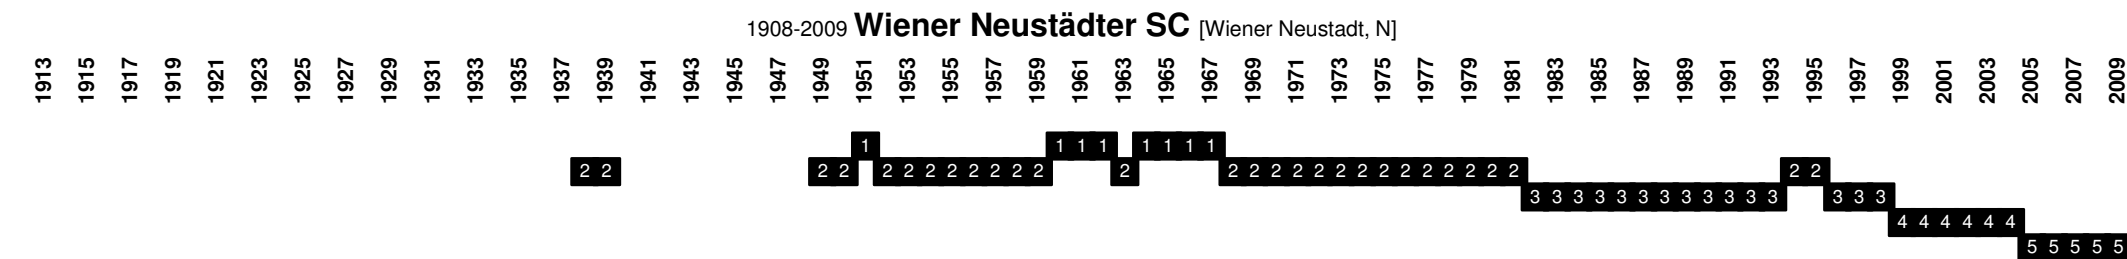 1908-2009 Wiener Neustädter SC [Wiener Neustadt, N]
1913 1915 1917 1919 1921 1923 1925 1927 1929 1931 1933 1935 1937 1939 1941 1943 1945 1947 1949 1951 1953 1955 1957 1959 1961 1963 1965 1967 1969 1971 1973 1975 1977 1979 1981 1983 1985 1987 1989 1991 1993 1995 1997 1999 2001 2003 2005 2007 2009
1 1 1 1 1 1 1 1
2 2 2 2 2 2 2 2 2 2 2 2 2 2 2 2 2 2 2 2 2 2 2 2 2 2 2 2 2
3 3 3 3 3 3 3 3 3 3 3 3 3 3 3
4 4 4 4 4 4
5 5 5 5 5